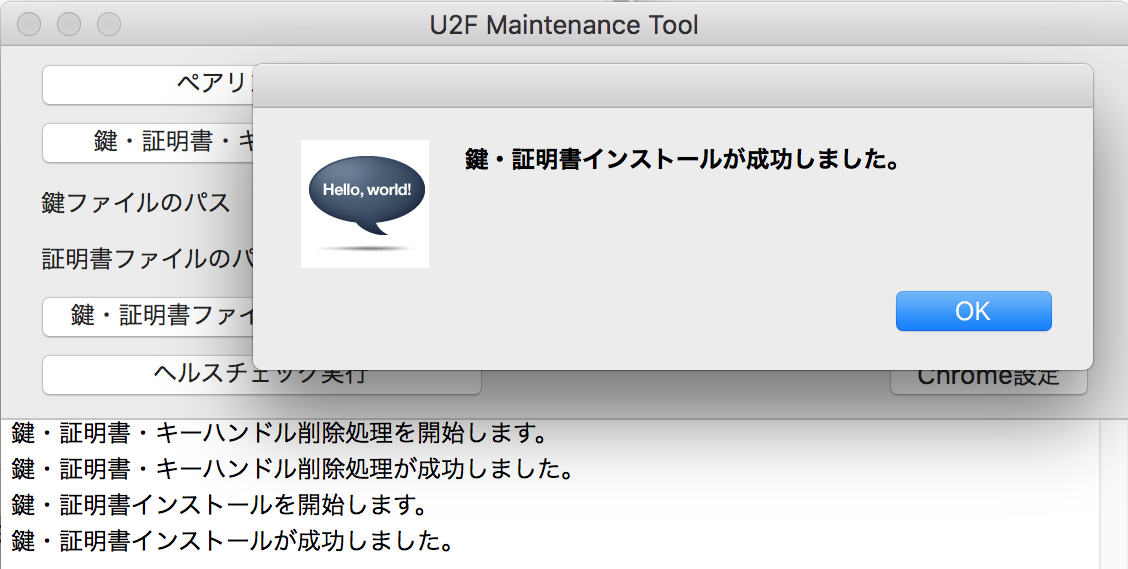 U2F Maintenance Tool
ペアリン
鍵・証明書・キ
鍵・証明書インストールが成功しました。
Hello, world!
鍵ファイルのパス
証明書ファイルのパ
OK
鍵・証明書ファイ
ヘルスチェック実行
Chrome設定
鍵・証明書・キーハンドル削除処理を開始します。
鍵・証明書・キーハンドル削除処理が成功しました。
鍵・証明書インストールを開始します。
鍵・証明書インストールが成功しました。